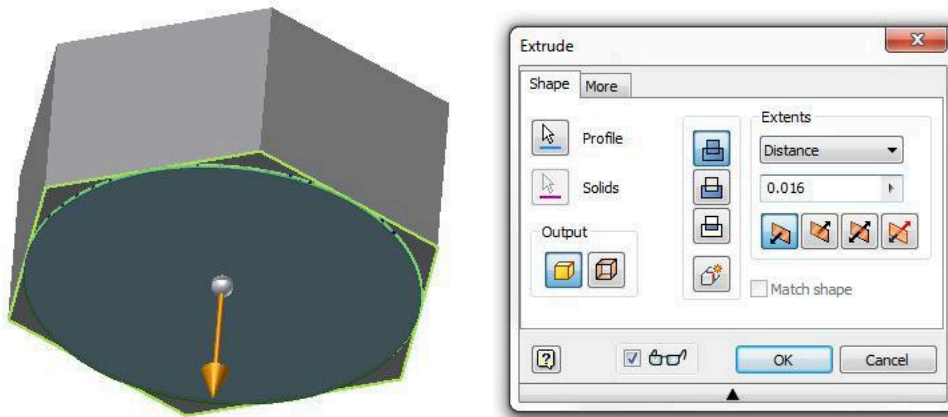 Extrude
Shape
More
Profile
Solids
Output
Extents
Distance
0.016
Match shape
OK
Cancel